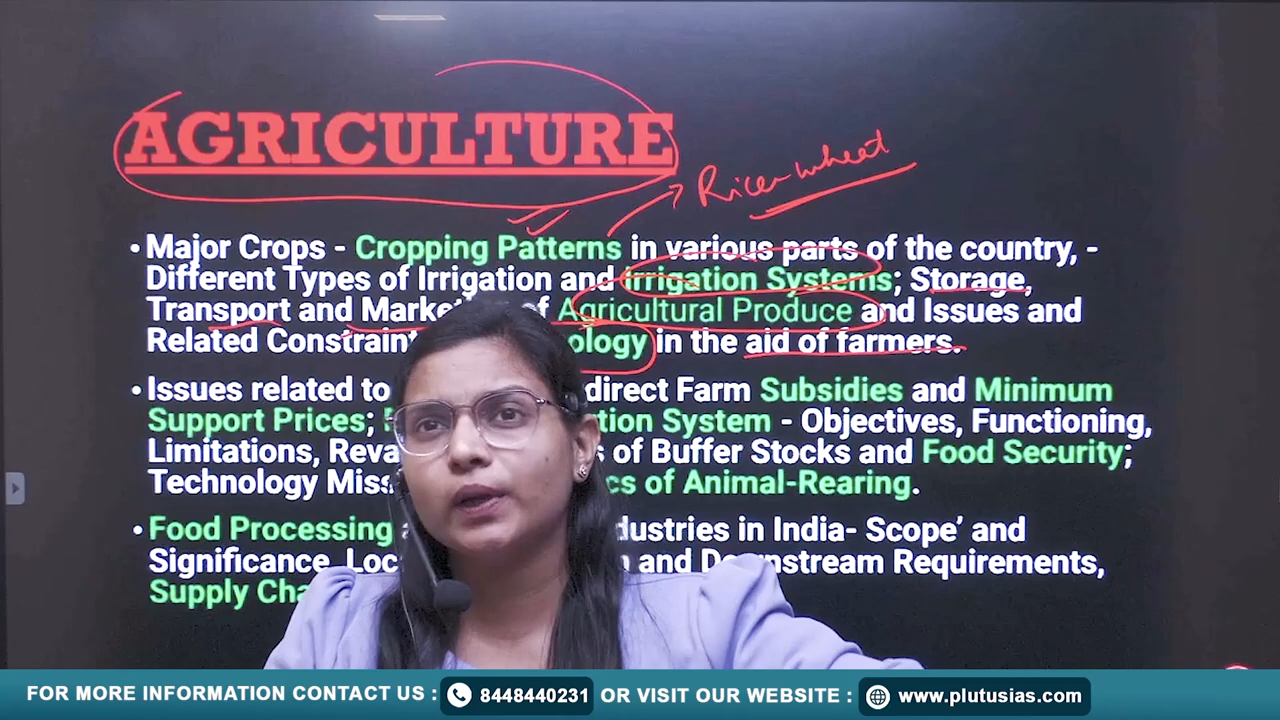 AGRICULTURE
Rice-wheat
• Major Crops - Cropping Patterns in various parts of the country, -
Different Types of Irrigation and Irrigation Systems; Storage,
Transport and Marke of Agricultural Produce and Issues and
Related Constraint ology in the aid of farmers.
• Issues related to direct Farm Subsidies and Minimum
Support Prices; tion System - Objectives, Functioning,
Limitations, Reva s of Buffer Stocks and Food Security;
Technology Miss cs of Animal-Rearing.
• Food Processing dustries in India- Scope’ and
Significance, Loc and Downstream Requirements,
Supply Cha
FOR MORE INFORMATION CONTACT US : 8448440231 OR VISIT OUR WEBSITE : www.plutusias.com